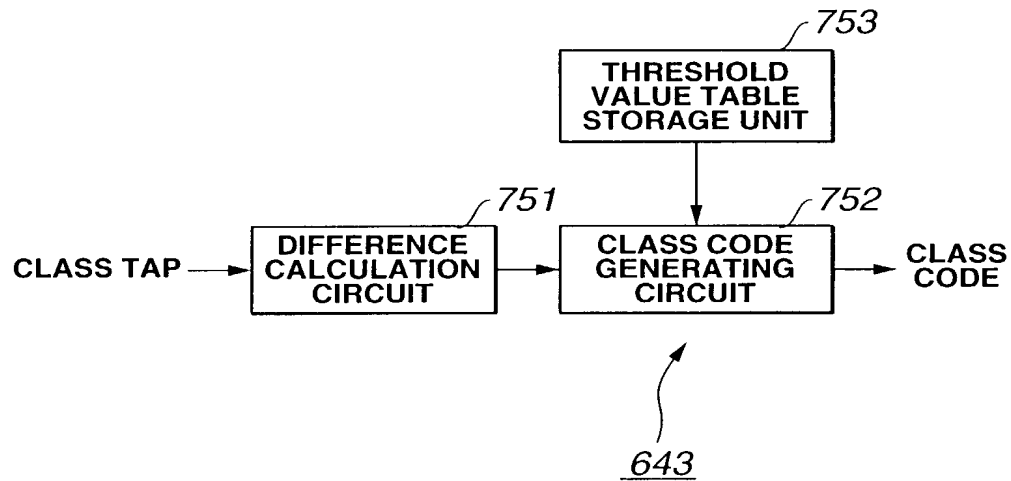 753
THRESHOLD
VALUE TABLE
STORAGE UNIT
751
752
CLASS TAP
DIFFERENCE
CALCULATION
CIRCUIT
CLASS CODE
GENERATING
CIRCUIT
CLASS
CODE
643